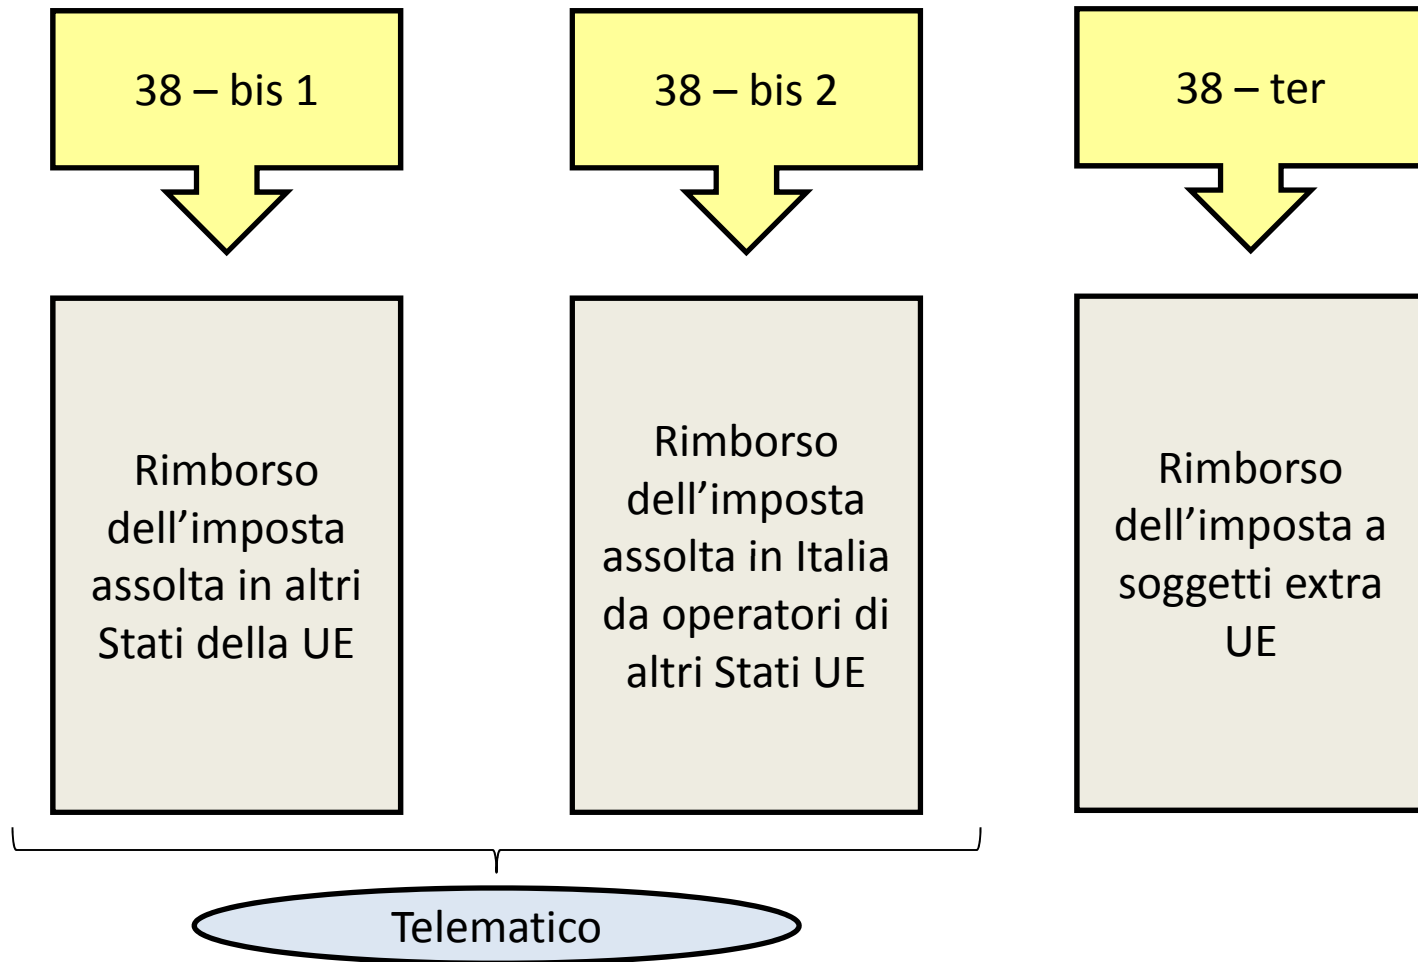 38 – bis 1
38 – bis 2
38 – ter
Rimborso
dell’imposta
assolta in altri
Stati della UE
Rimborso
dell’imposta
assolta in Italia
da operatori di
altri Stati UE
Rimborso
dell’imposta a
soggetti extra
UE
Telematico